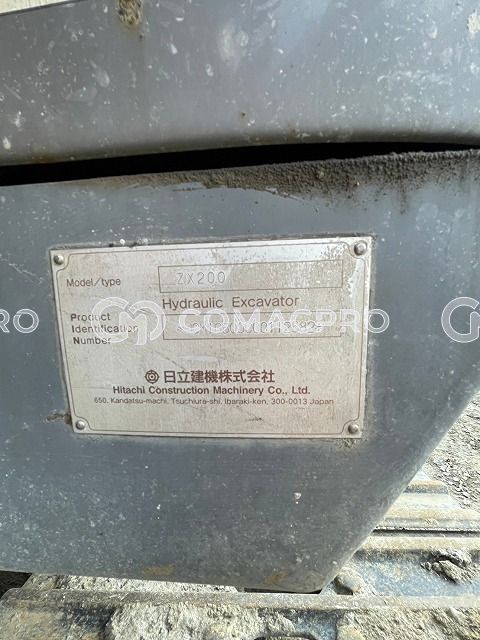 Model/type ZX200
Hydraulic Excavator
Product
Identification
Number
COMACPRO
日立建機株式会社
Hitachi Construction Machinery Co., Ltd.
650, Kandatsu-machi, Tsuchiura-shi, Ibaraki-ken, 300-0013 Japan